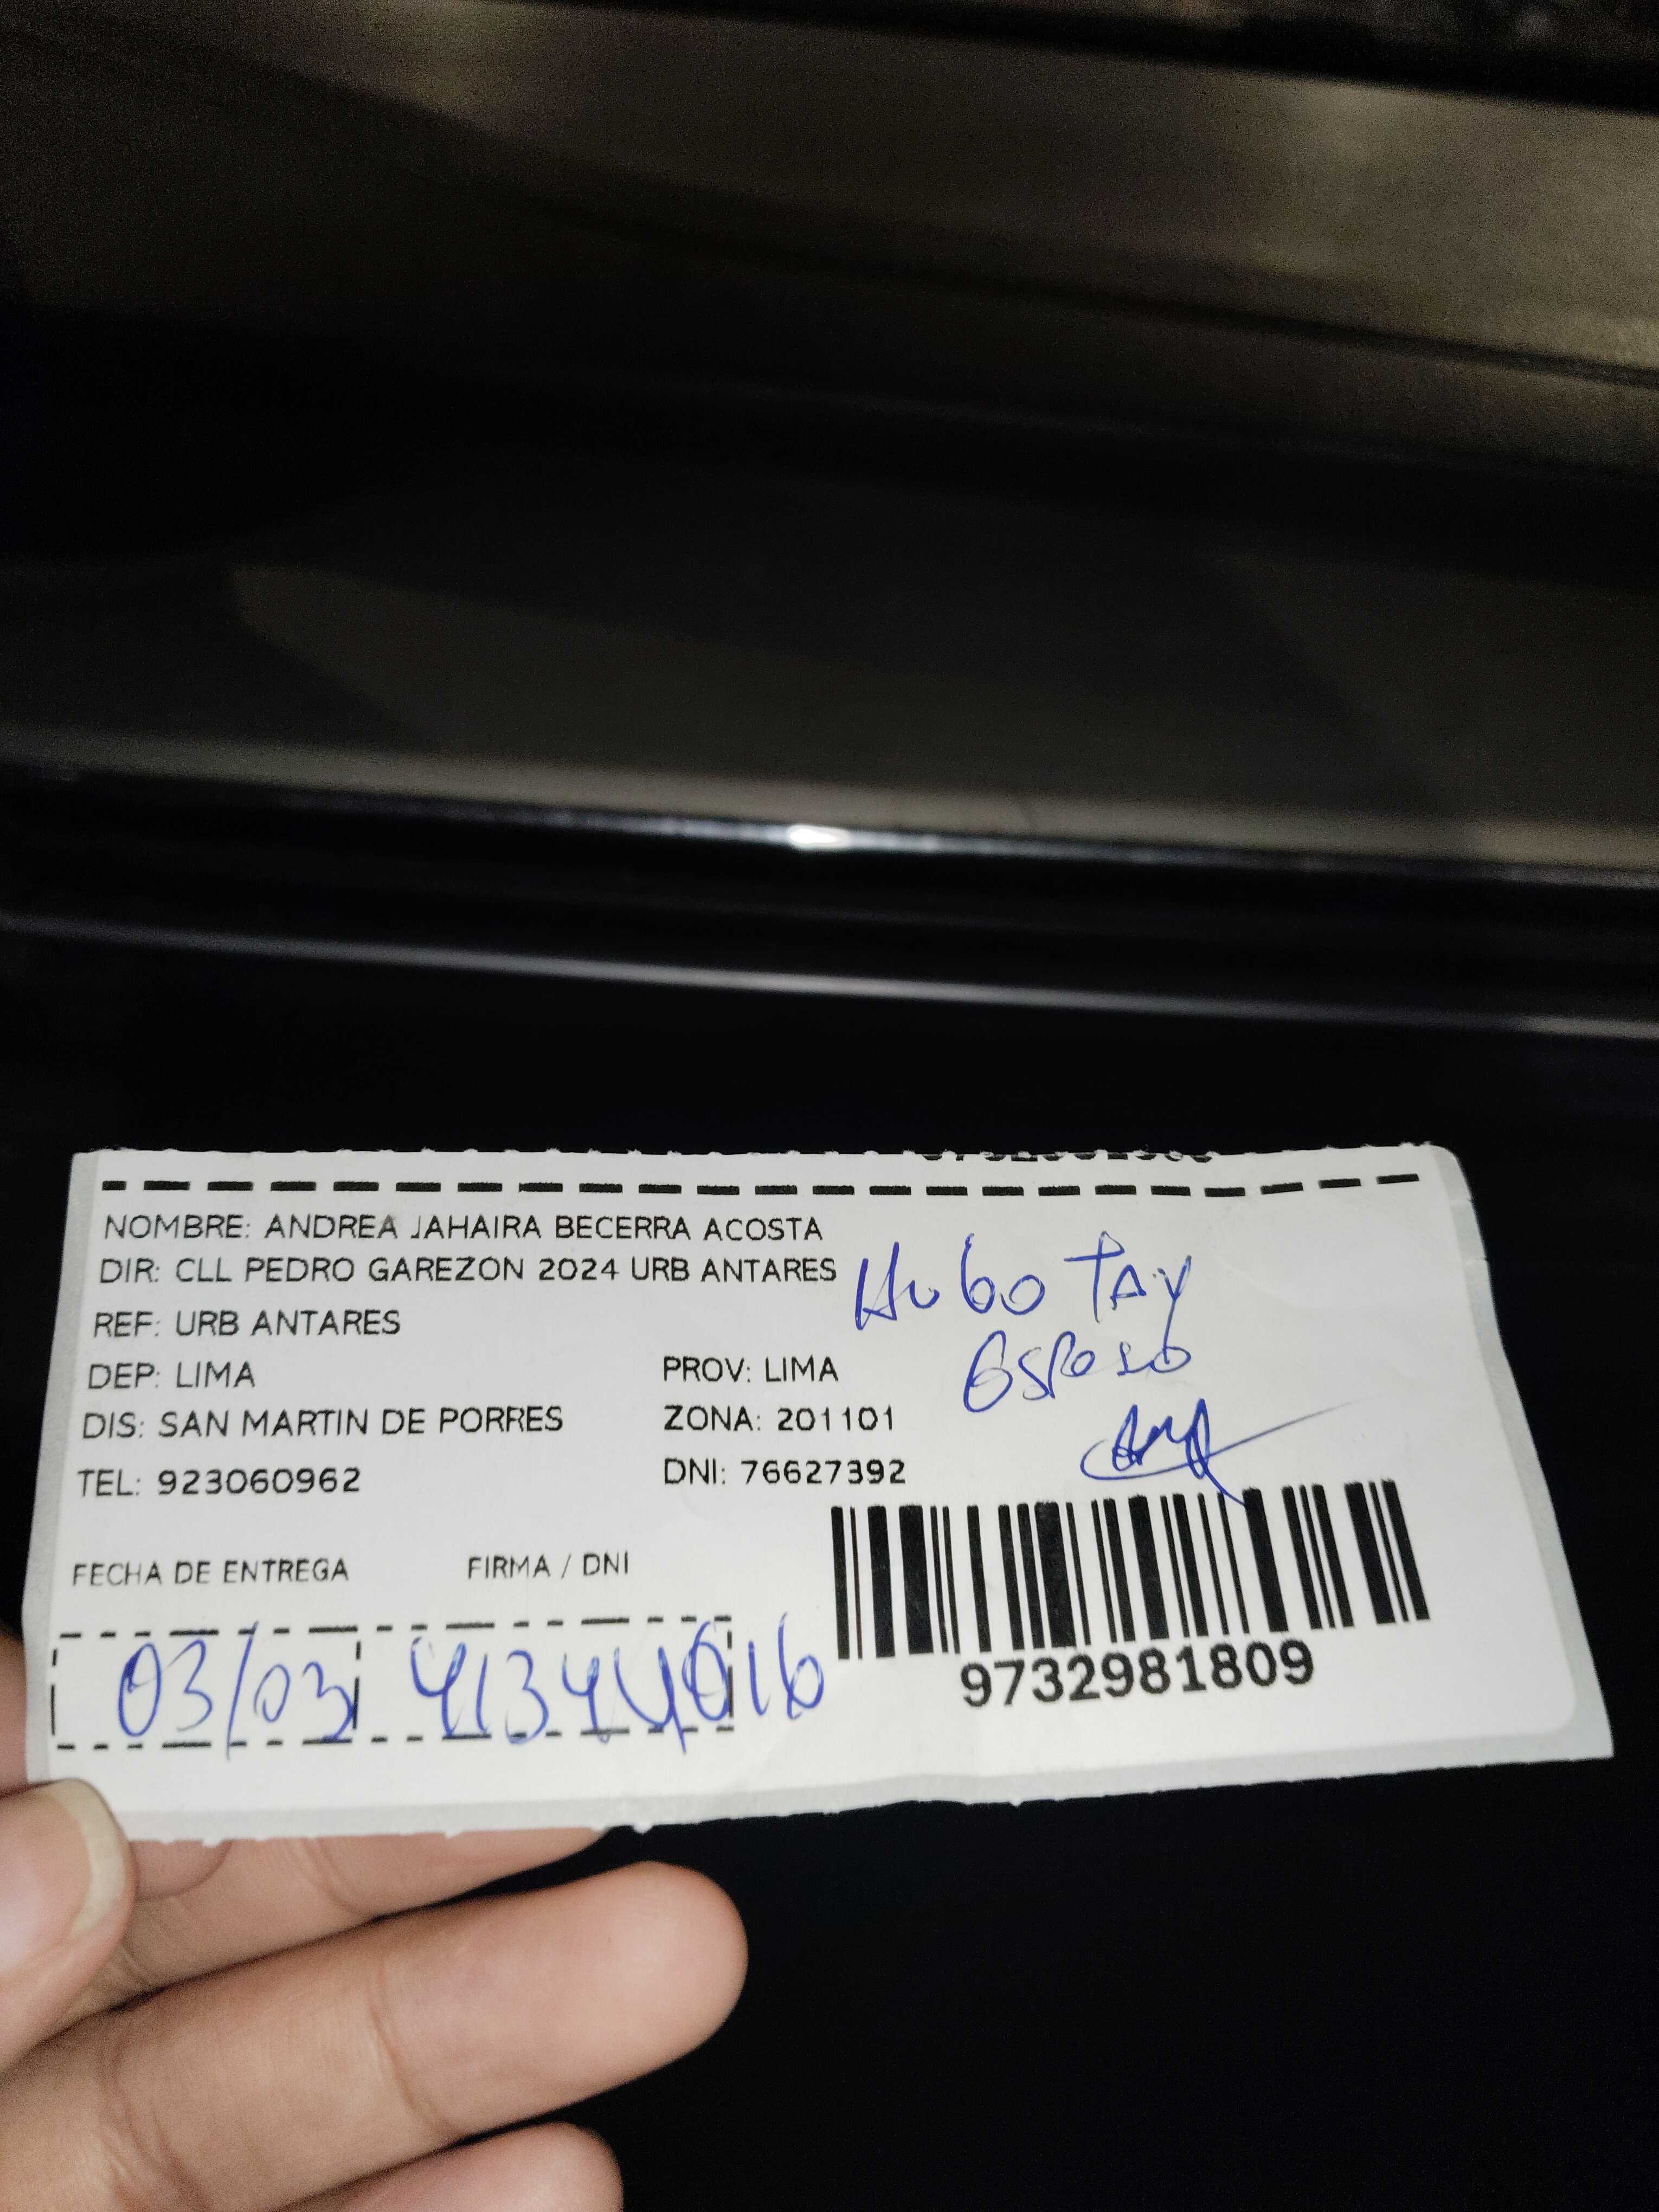 NOMBRE: ANDREA JAHAIRA BECERRA ACOSTA
DIR: CLL PEDRO GAREZON 2024 URB ANTARES
Hugo TAY
REF: URB ANTARES
Esposo
DEP: LIMA PROV: LIMA
DIS: SAN MARTIN DE PORRES ZONA: 201101
TEL: 923060962 DNI: 76627392
FECHA DE ENTREGA FIRMA / DNI
03/03 41344016
9732981809